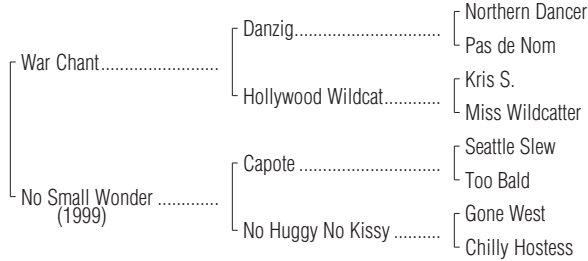 Northern Dancer
Danzig..................................
Pas de Nom
War Chant...........................
Kris S.
Hollywood Wildcat.............
Miss Wildcatter
Seattle Slew
Capote .................................
Too Bald
No Small Wonder ..............
(1999)
Gone West
No Huggy No Kissy ...........
Chilly Hostess